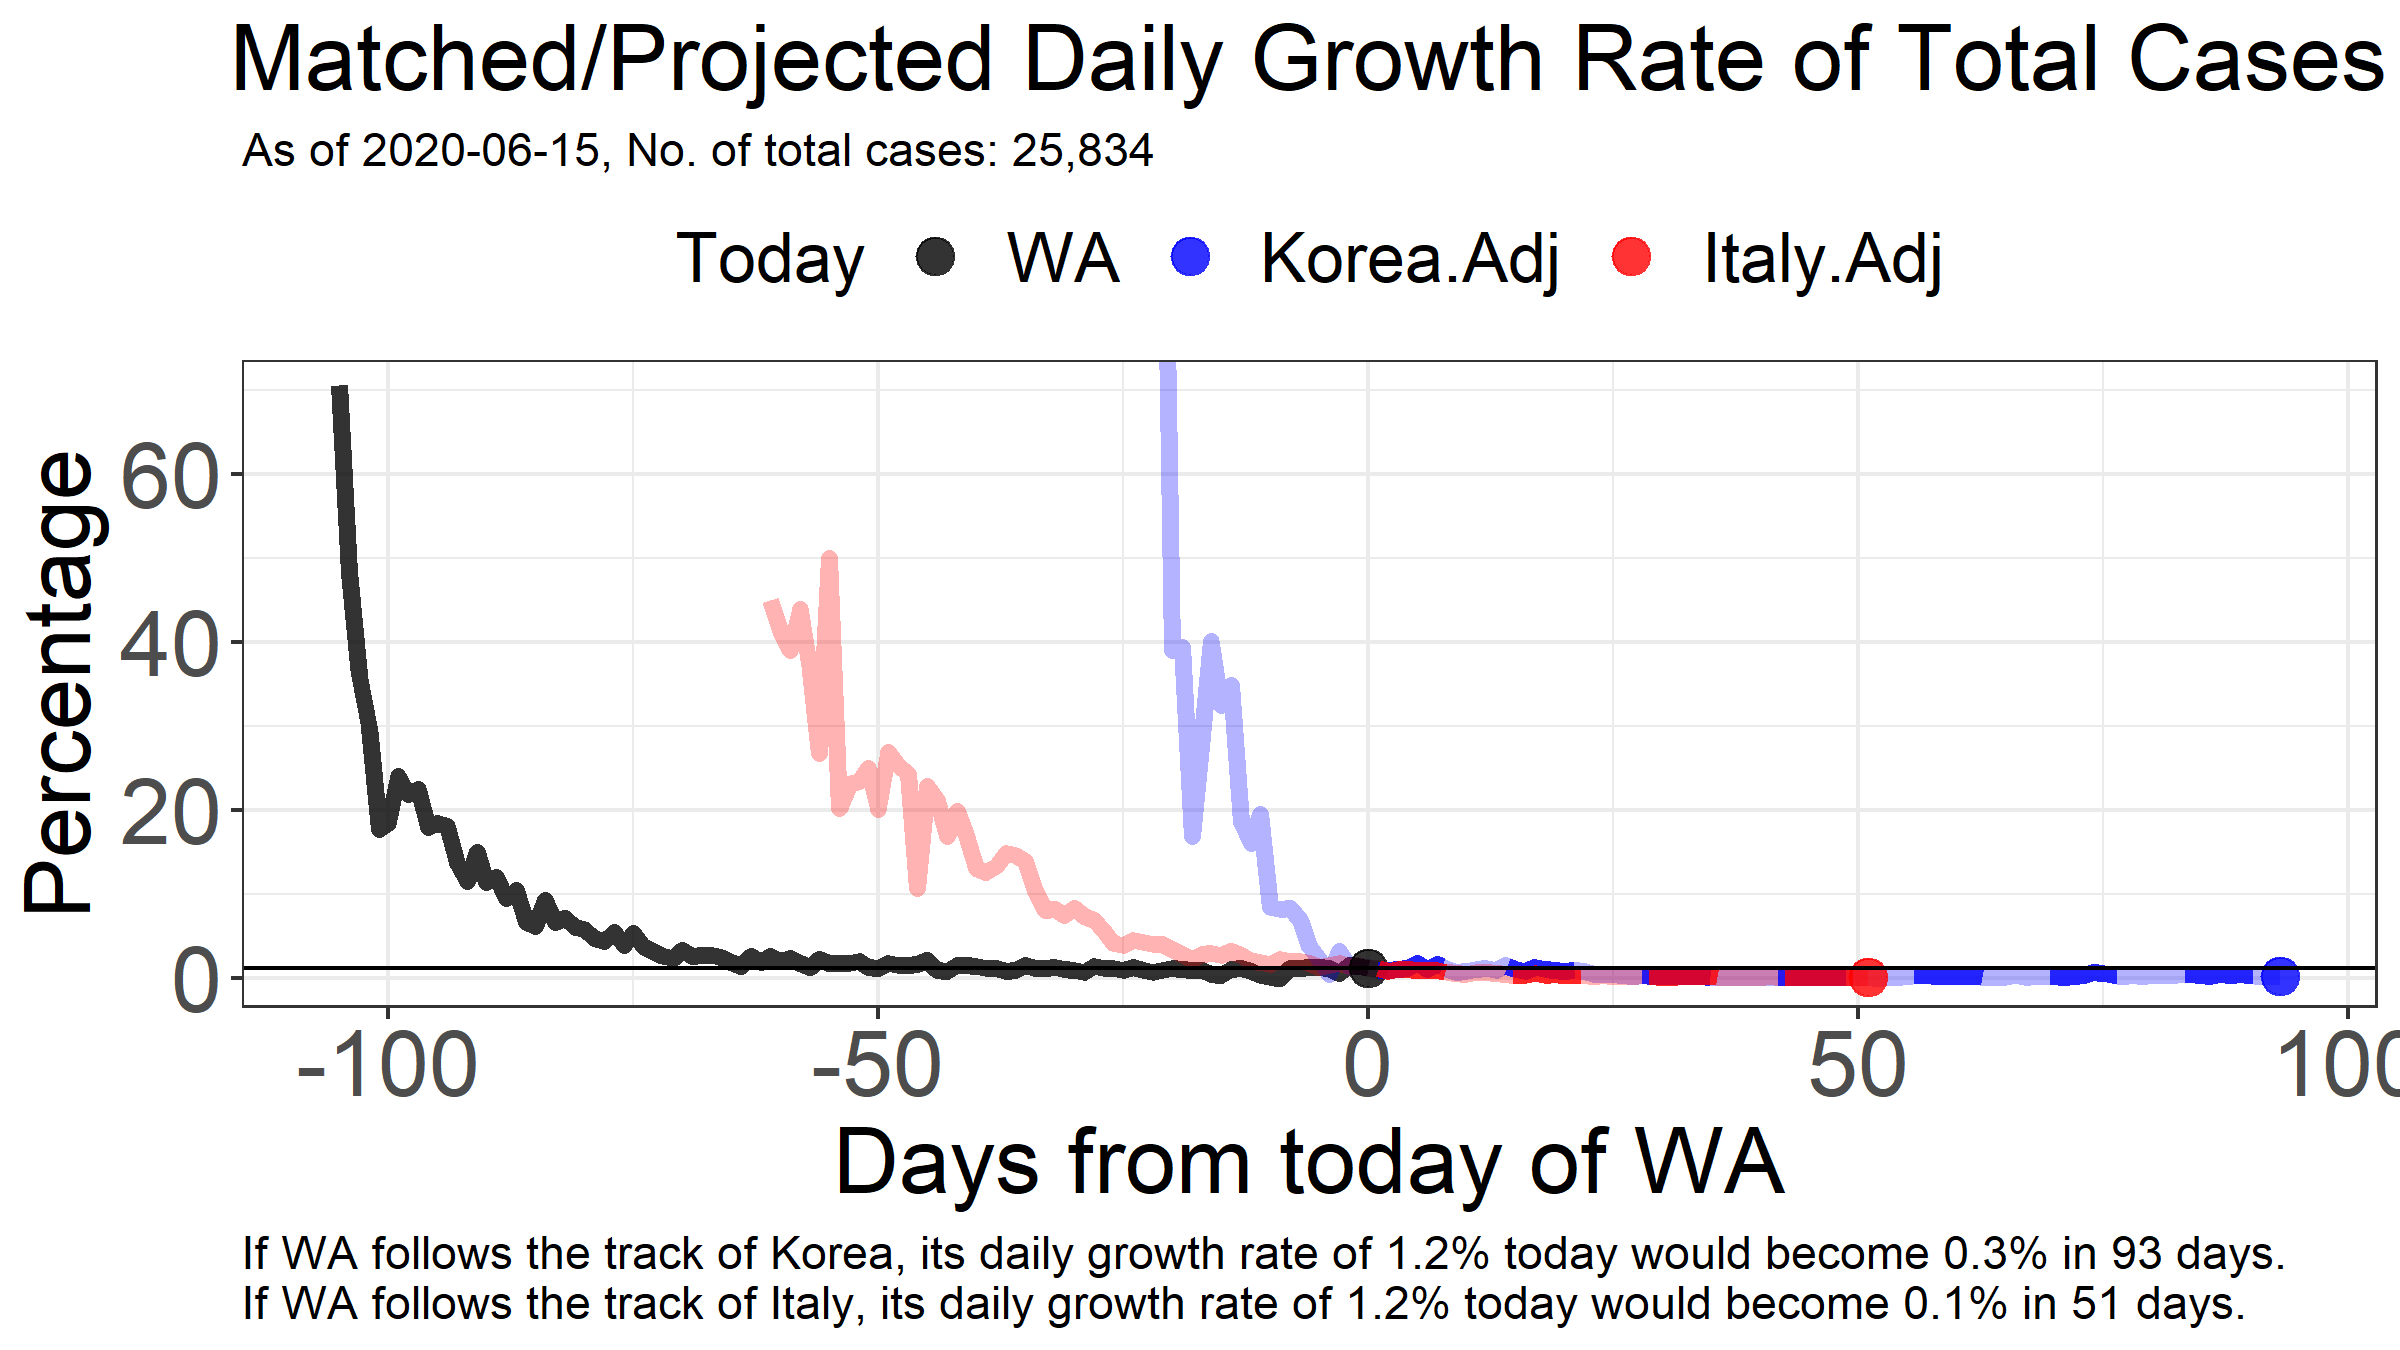 Matched/Projected Daily Growth Rate of Total Cases
As of 2020-06-15, No. of total cases: 25,834
Today WA Korea.Adj Italy.Adj
Percentage
60
40
20
0
-100 -50 0 50 100
Days from today of WA
If WA follows the track of Korea, its daily growth rate of 1.2% today would become 0.3% in 93 days.
If WA follows the track of Italy, its daily growth rate of 1.2% today would become 0.1% in 51 days.